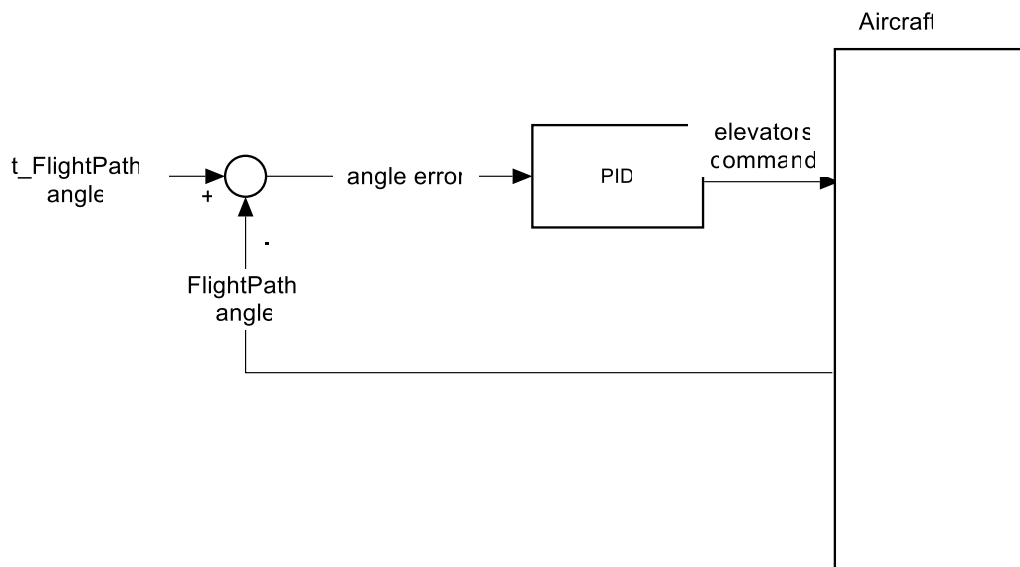 Aircraft
elevators
command
t_FlightPath
angle
+
angle error
PID
-
FlightPath
angle